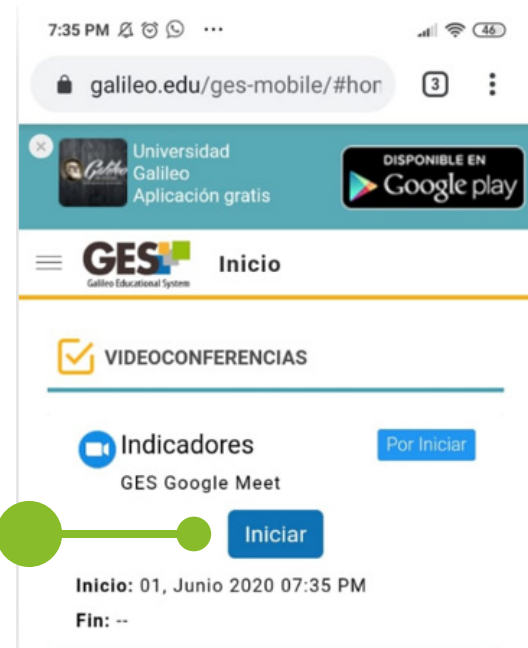 7:35 PM ... 46
galileo.edu/ges-mobile/#hon 3
Universidad
Galileo
Aplicación gratis
Galileo
DISPONIBLE EN
Google play
GES
Galileo Educational System
Inicio
VIDEOCONFERENCIAS
Indicadores
Por Iniciar
GES Google Meet
Iniciar
Inicio: 01, Junio 2020 07:35 PM
Fin: --